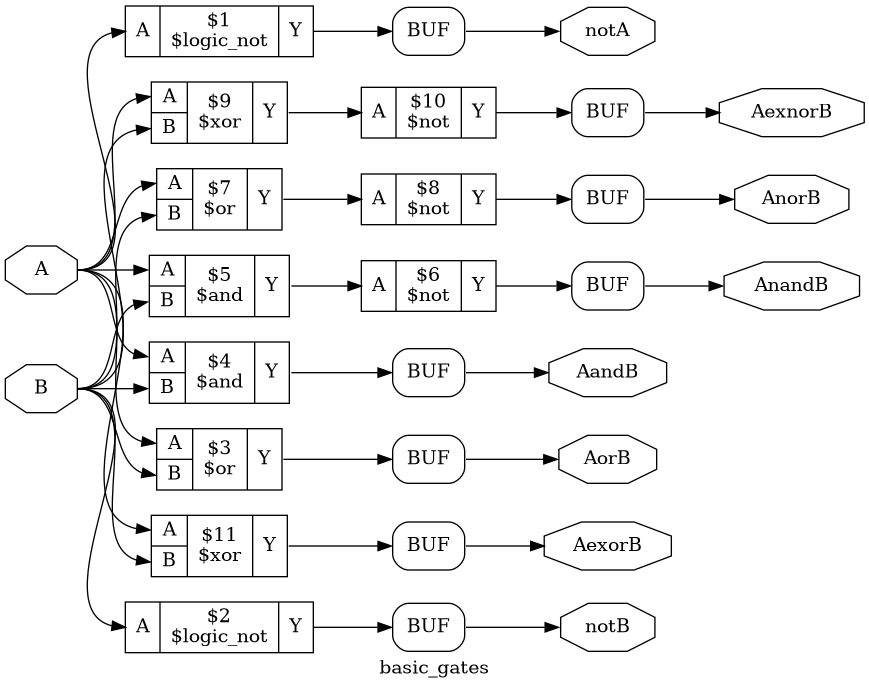 A $1 $logic_not Y BUF notA
A B $9 $xor Y A $10 $not Y BUF AexnorB
A B $7 $or Y A $8 $not Y BUF AnorB
A
A B $5 $and Y A $6 $not Y BUF AnandB
B
A B $4 $and Y BUF AandB
A B $3 $or Y BUF AorB
A B $11 $xor Y BUF AexorB
A $2 $logic_not Y BUF notB
basic_gates